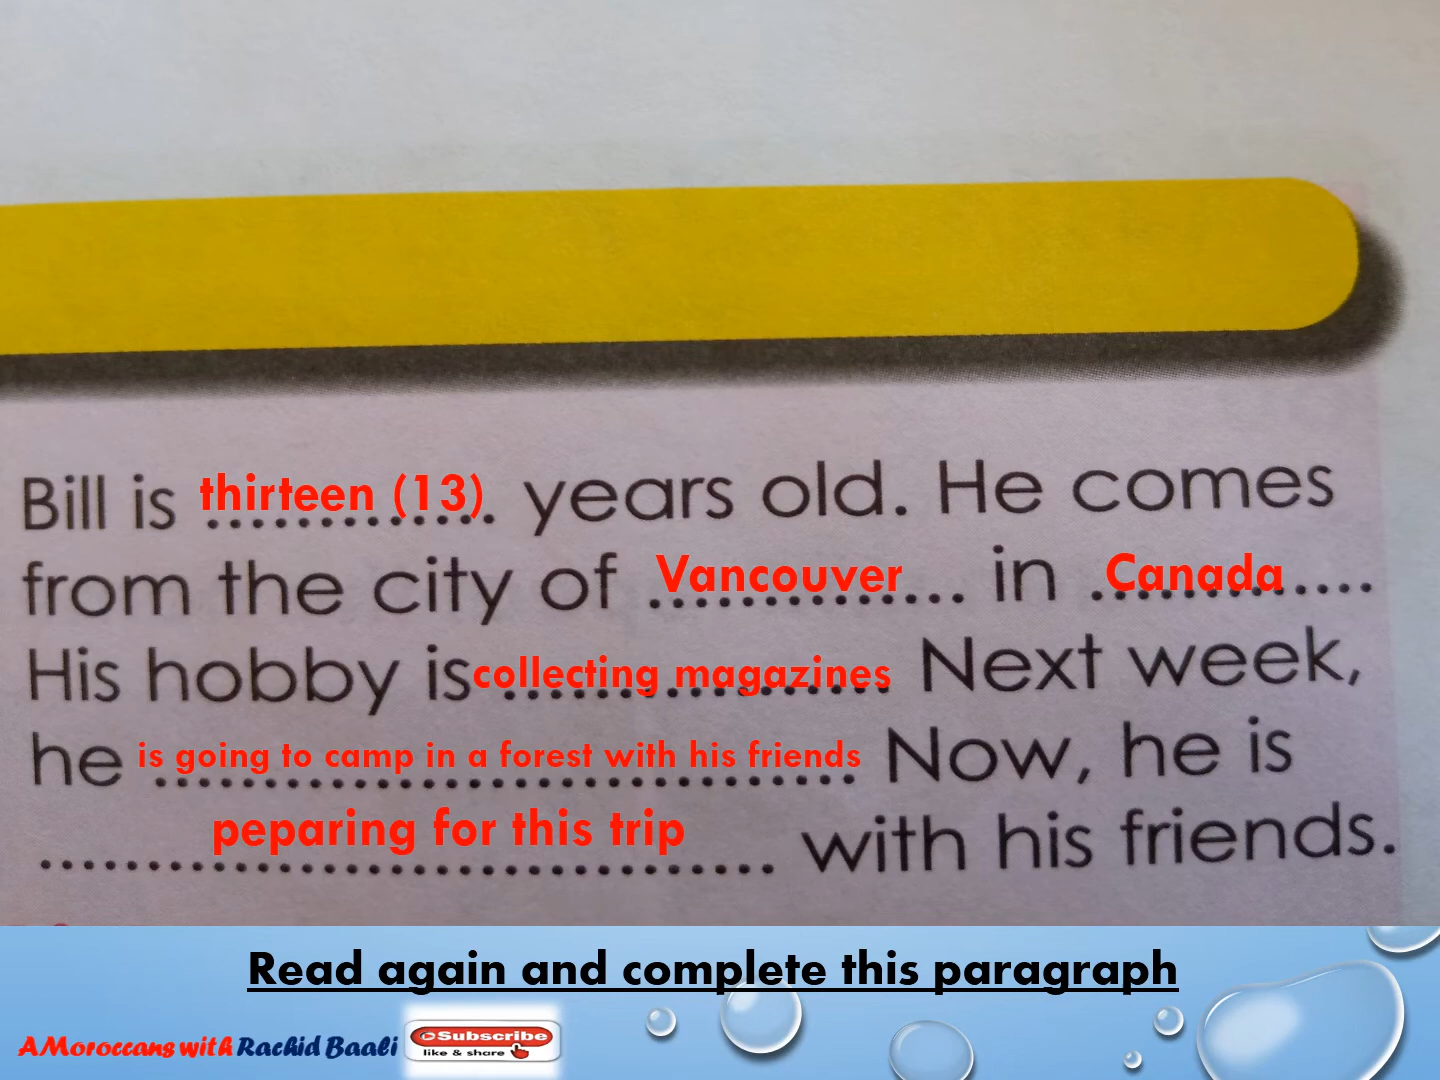 Bill is thirteen (13) years old. He comes
from the city of Vancouver in Canada
His hobby is collecting magazines Next week,
he is going to camp in a forest with his friends Now, he is
peparing for this trip with his friends.
Read again and complete this paragraph
AMoroccans with Rachid Baali Subscribe
like & share